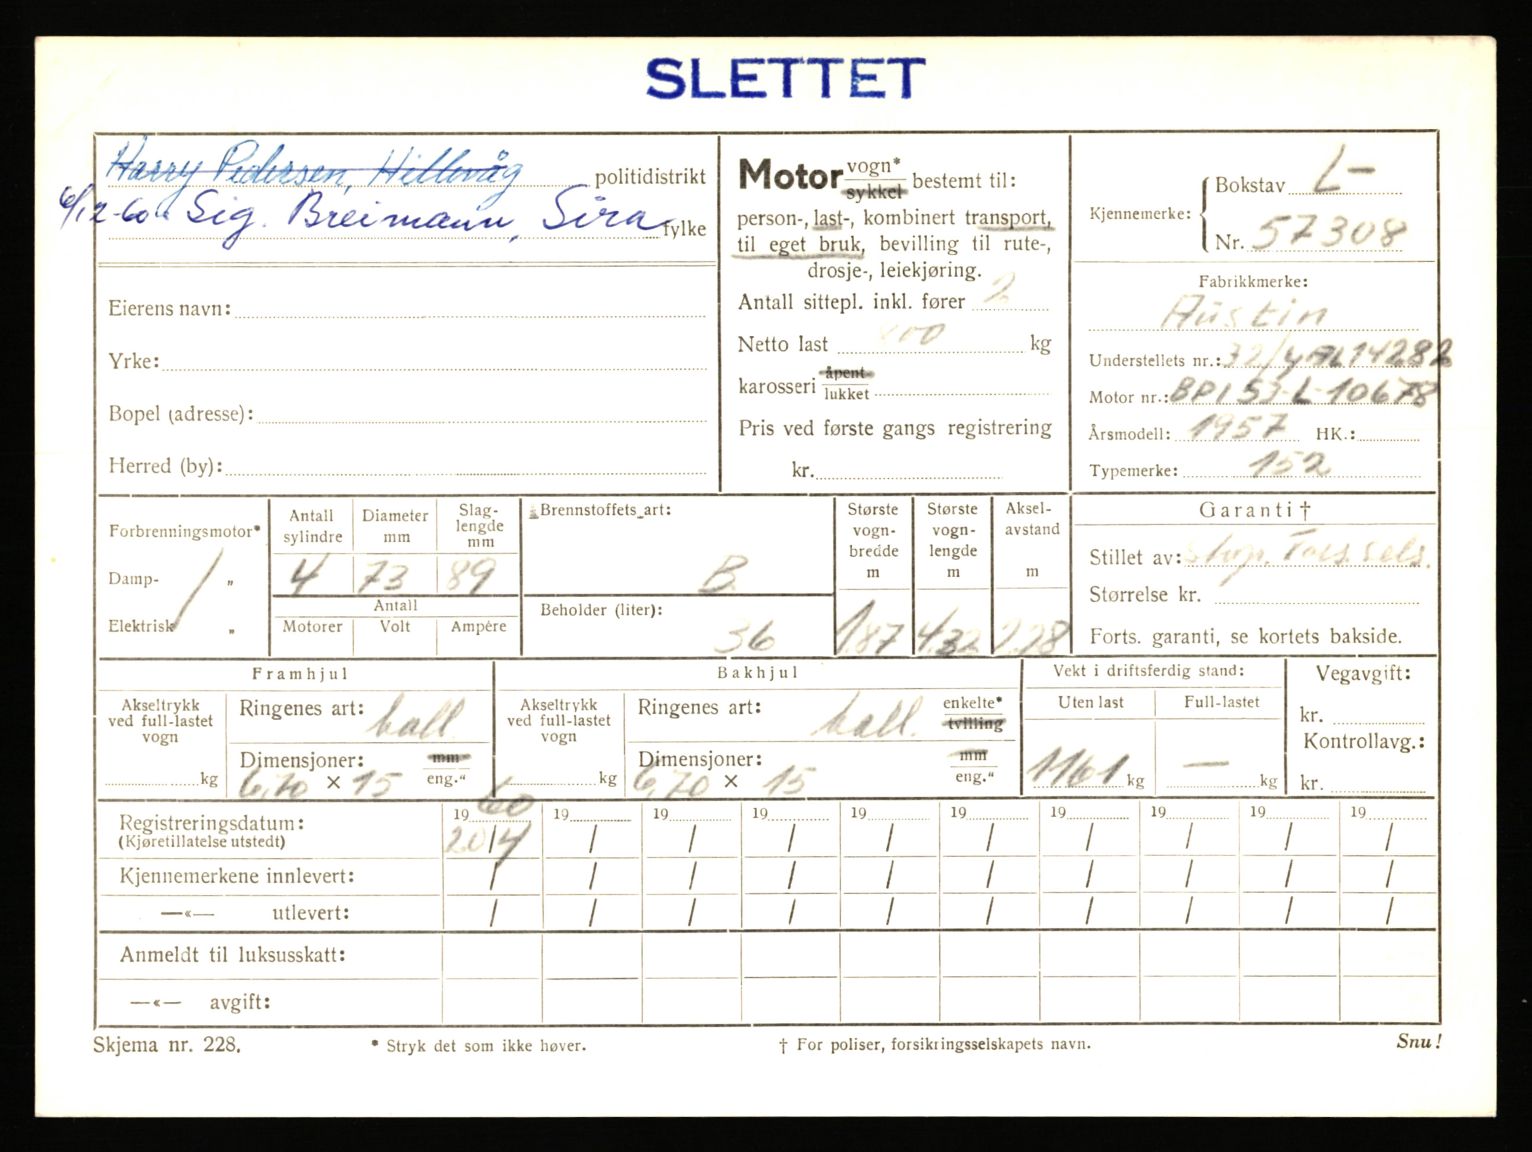 SLETTET
Harry Pedersen, Hillevåg politidistrikt
6/12-60 Sig. Breimann, Sira fylke
Eierens navn:
Yrke:
Bopel (adresse):
Herred (by):
Motor vogn* sykkel bestemt til:
person-, last-, kombinert transport,
til eget bruk, bevilling til rute-,
drosje-, leiekjøring.
Antall sittepl. inkl. fører 2
Netto last 400 kg
karosseri åpent lukket
Pris ved første gangs registrering
kr.
Kjennemerke: Bokstav L-
Nr. 57308
Fabrikkmerke:
Austin
Understellets nr.:
Motor nr.: BP153-L-10678
Årsmodell: 1957 HK.:
Typemerke: 152
Forbrenningsmotor*
Damp- „
Elektrisk „
Antall sylindre
4
Diameter mm
73
Slag-lengde mm
89
Antall
Motorer Volt Ampére
Brennstoffets art:
B.
Beholder (liter):
36
Største vogn-bredde m
1.87
Største vogn-lengde m
4.32
Aksel-avstand m
2.28
Garanti †
Stillet av:
Størrelse kr.
Forts. garanti, se kortets bakside.
Framhjul
Akseltrykk ved full-lastet vogn
kg
Ringenes art: ball.
Dimensjoner: mm
6,70 × 15 eng."
Bakhjul
Akseltrykk ved full-lastet vogn
kg
Ringenes art: ball. enkelte* tvilling
Dimensjoner: mm
6,70 × 15 eng."
Vekt i driftsferdig stand:
Uten last Full-lastet
1161 kg — kg
Vegavgift:
kr.
Kontrollavg.:
kr.
19 60 19 19 19 19 19 19 19 19 19
Registreringsdatum: 20/4 / / / / / / / / /
(Kjøretillatelse utstedt)
Kjennemerkene innlevert: / / / / / / / / / /
—«— utlevert: / / / / / / / / / /
Anmeldt til luksusskatt:
—«— avgift:
Skjema nr. 228. * Stryk det som ikke høver. † For poliser, forsikringsselskapets navn. Snu!